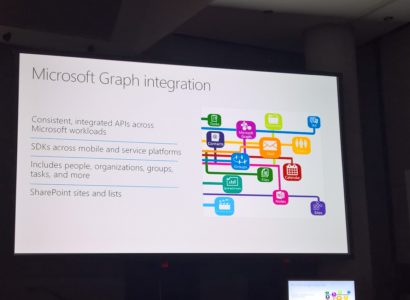 Microsoft Graph integration
Consistent, integrated APIs across
Microsoft workloads
SDKs across mobile and service platforms
Includes people, organizations, groups,
tasks, and more
SharePoint sites and lists